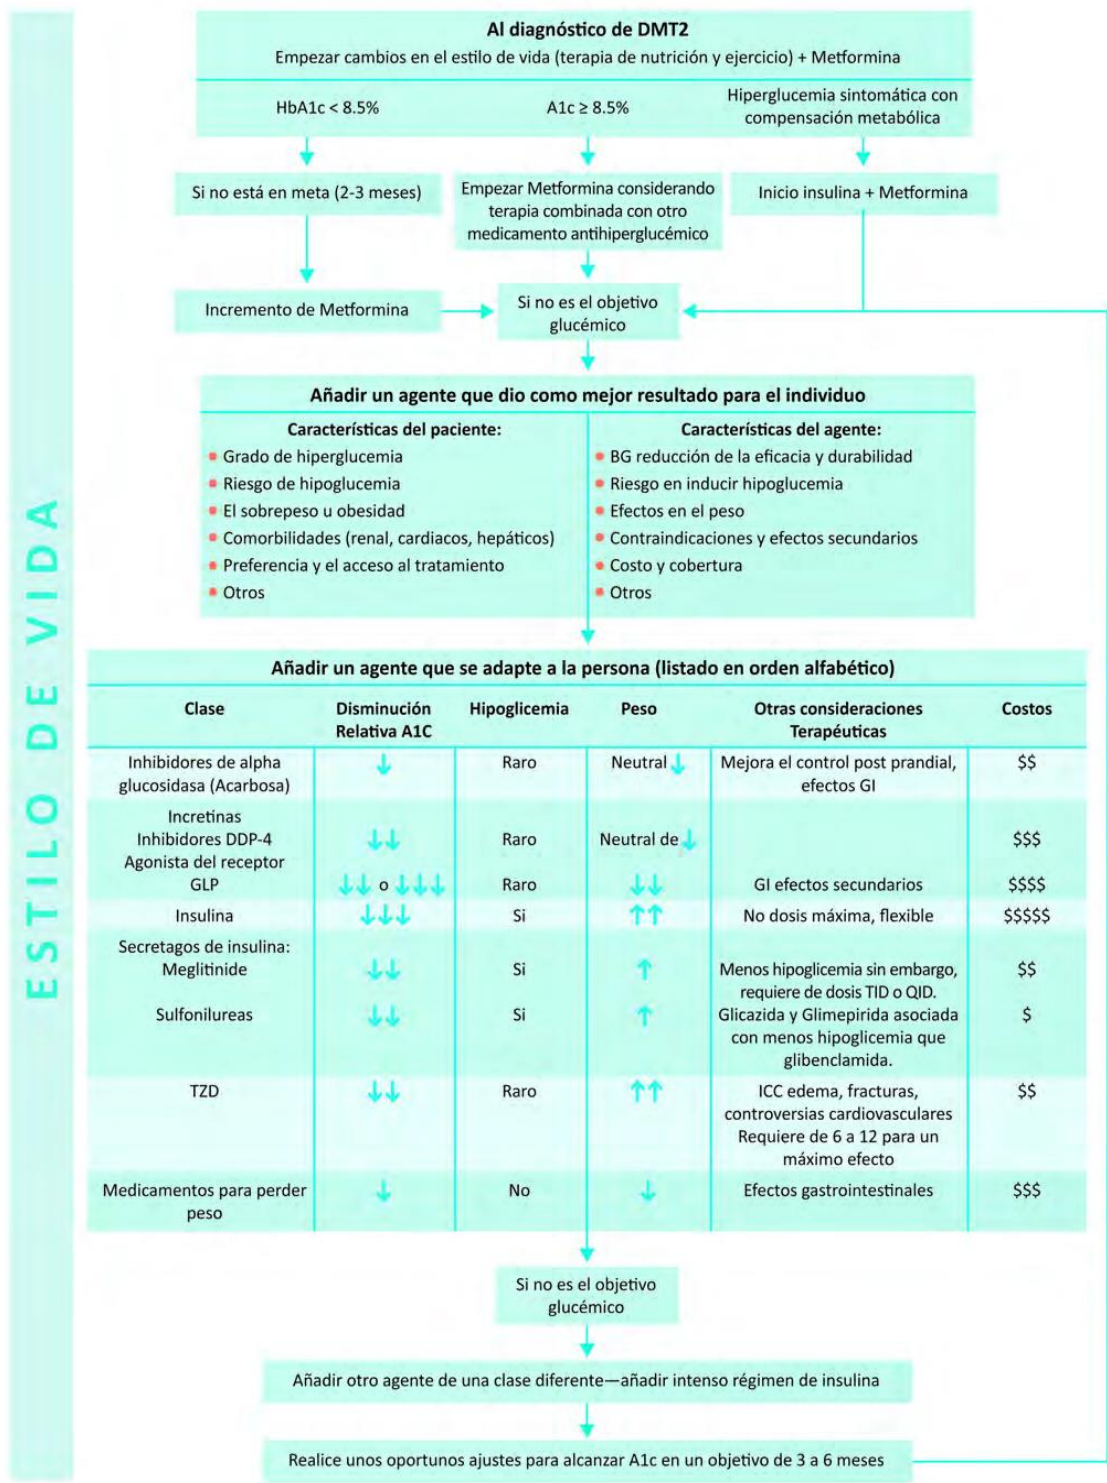 ESTILO DE VIDA
Al diagnóstico de DMT2
Empezar cambios en el estilo de vida (terapia de nutrición y ejercicio) + Metformina
HbA1c < 8.5%
A1c ≥ 8.5%
Hiperglucemia sintomática con
compensación metabólica
Si no está en meta (2-3 meses)
Empezar Metformina considerando
terapia combinada con otro
medicamento antihiperglucémico
Inicio insulina + Metformina
Incremento de Metformina
Si no es el objetivo
glucémico
Añadir un agente que dio como mejor resultado para el individuo
Características del paciente:
• Grado de hiperglucemia
• Riesgo de hipoglucemia
• El sobrepeso u obesidad
• Comorbilidades (renal, cardiacos, hepáticos)
• Preferencia y el acceso al tratamiento
• Otros
Características del agente:
• BG reducción de la eficacia y durabilidad
• Riesgo en inducir hipoglucemia
• Efectos en el peso
• Contraindicaciones y efectos secundarios
• Costo y cobertura
• Otros
Añadir un agente que se adapte a la persona (listado en orden alfabético)
Clase Disminución Hipoglicemia Peso Otras consideraciones Costos
Relativa A1C Terapéuticas
Inhibidores de alpha ↓ Raro Neutral ↓ Mejora el control post prandial, $$
glucosidasa (Acarbosa) efectos GI
Incretinas
Inhibidores DDP-4 ↓↓ Raro Neutral de ↓ $$$
Agonista del receptor
GLP ↓↓ o ↓↓↓ Raro ↓↓ GI efectos secundarios $$$$
Insulina ↓↓↓ Si ↑↑ No dosis máxima, flexible $$$$$
Secretagos de insulina:
Meglitinide ↓↓ Si ↑ Menos hipoglicemia sin embargo, $$
requiere de dosis TID o QID.
Sulfonilureas ↓↓ Si ↑ Glicazida y Glimepirida asociada $
con menos hipoglicemia que
glibenclamida.
TZD ↓↓ Raro ↑↑ ICC edema, fracturas, $$
controversias cardiovasculares
Requiere de 6 a 12 para un
máximo efecto
Medicamentos para perder ↓ No ↓ Efectos gastrointestinales $$$
peso
Si no es el objetivo
glucémico
Añadir otro agente de una clase diferente—añadir intenso régimen de insulina
Realice unos oportunos ajustes para alcanzar A1c en un objetivo de 3 a 6 meses